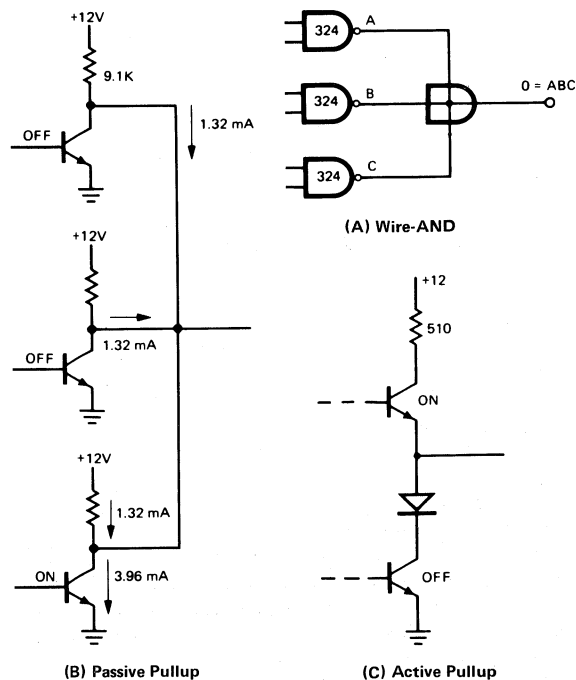 +12V
9.1K
OFF
1.32 mA
+12V
OFF
1.32 mA
+12V
1.32 mA
ON
3.96 mA
(B) Passive Pullup
324
A
324
B
0 = ABC
324
C
(A) Wire-AND
+12
510
ON
OFF
(C) Active Pullup